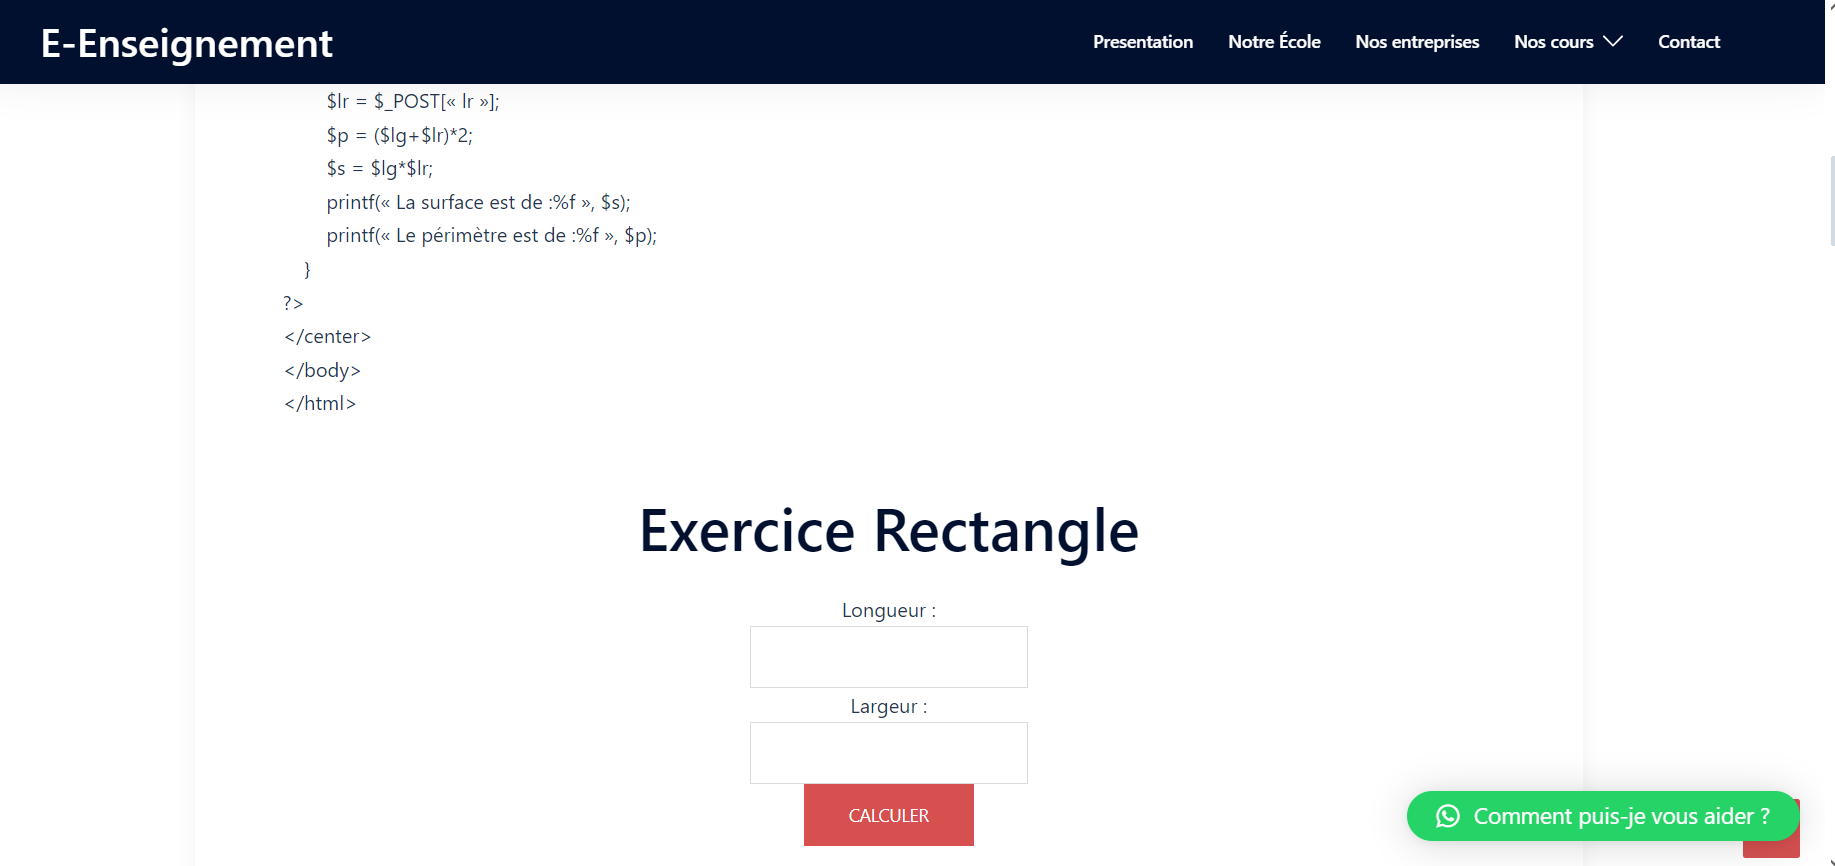 E-Enseignement
Presentation
Notre École
Nos entreprises
Nos cours
Contact
$lr = $_POST[« lr »];
$p = ($lg+$lr)*2;
$s = $lg*$lr;
printf(« La surface est de :%f », $s);
printf(« Le périmètre est de :%f », $p);
}
?>
</center>
</body>
</html>
Exercice Rectangle
Longueur :
Largeur :
CALCULER
Comment puis-je vous aider ?